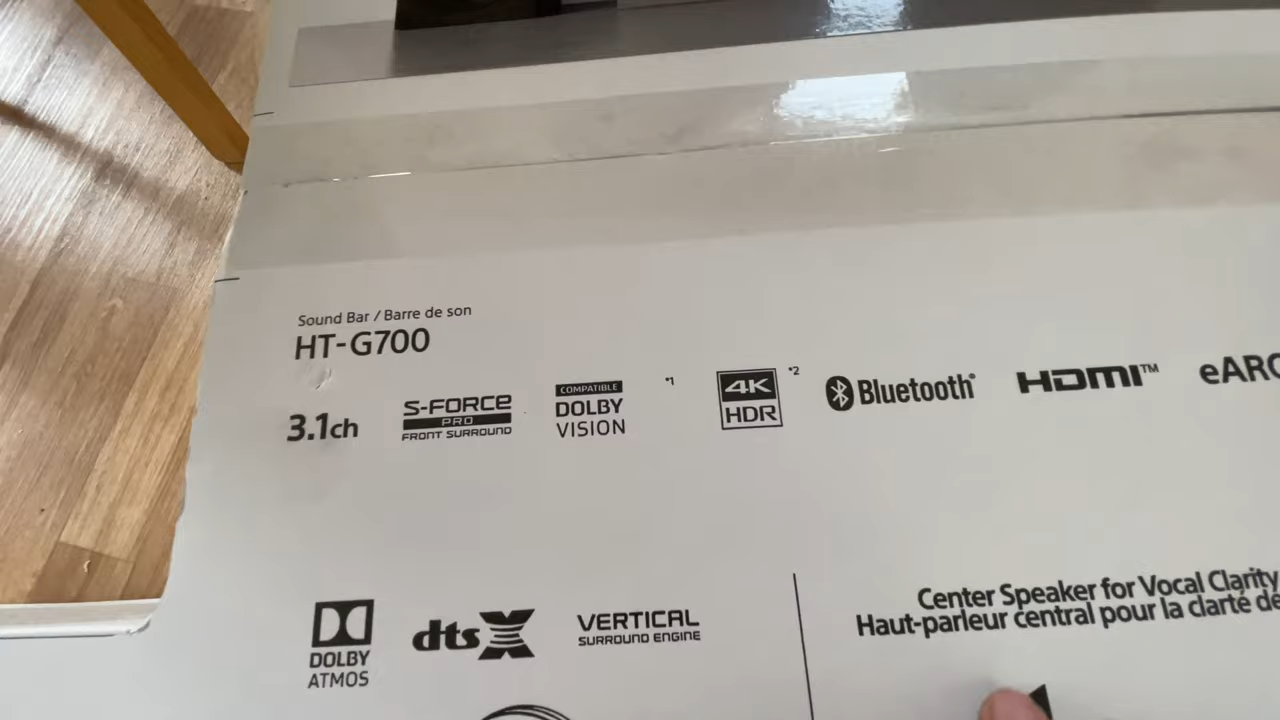 Sound Bar / Barre de son
HT-G700
3.1ch
S-FORCE
PRO
FRONT SURROUND
COMPATIBLE
DOLBY
VISION
*1
4K
HDR
*2
Bluetooth®
HDMI™
eARC
DOLBY
ATMOS
dts X
VERTICAL
SURROUND ENGINE
Center Speaker for Vocal Clarity
Haut-parleur central pour la clarté de